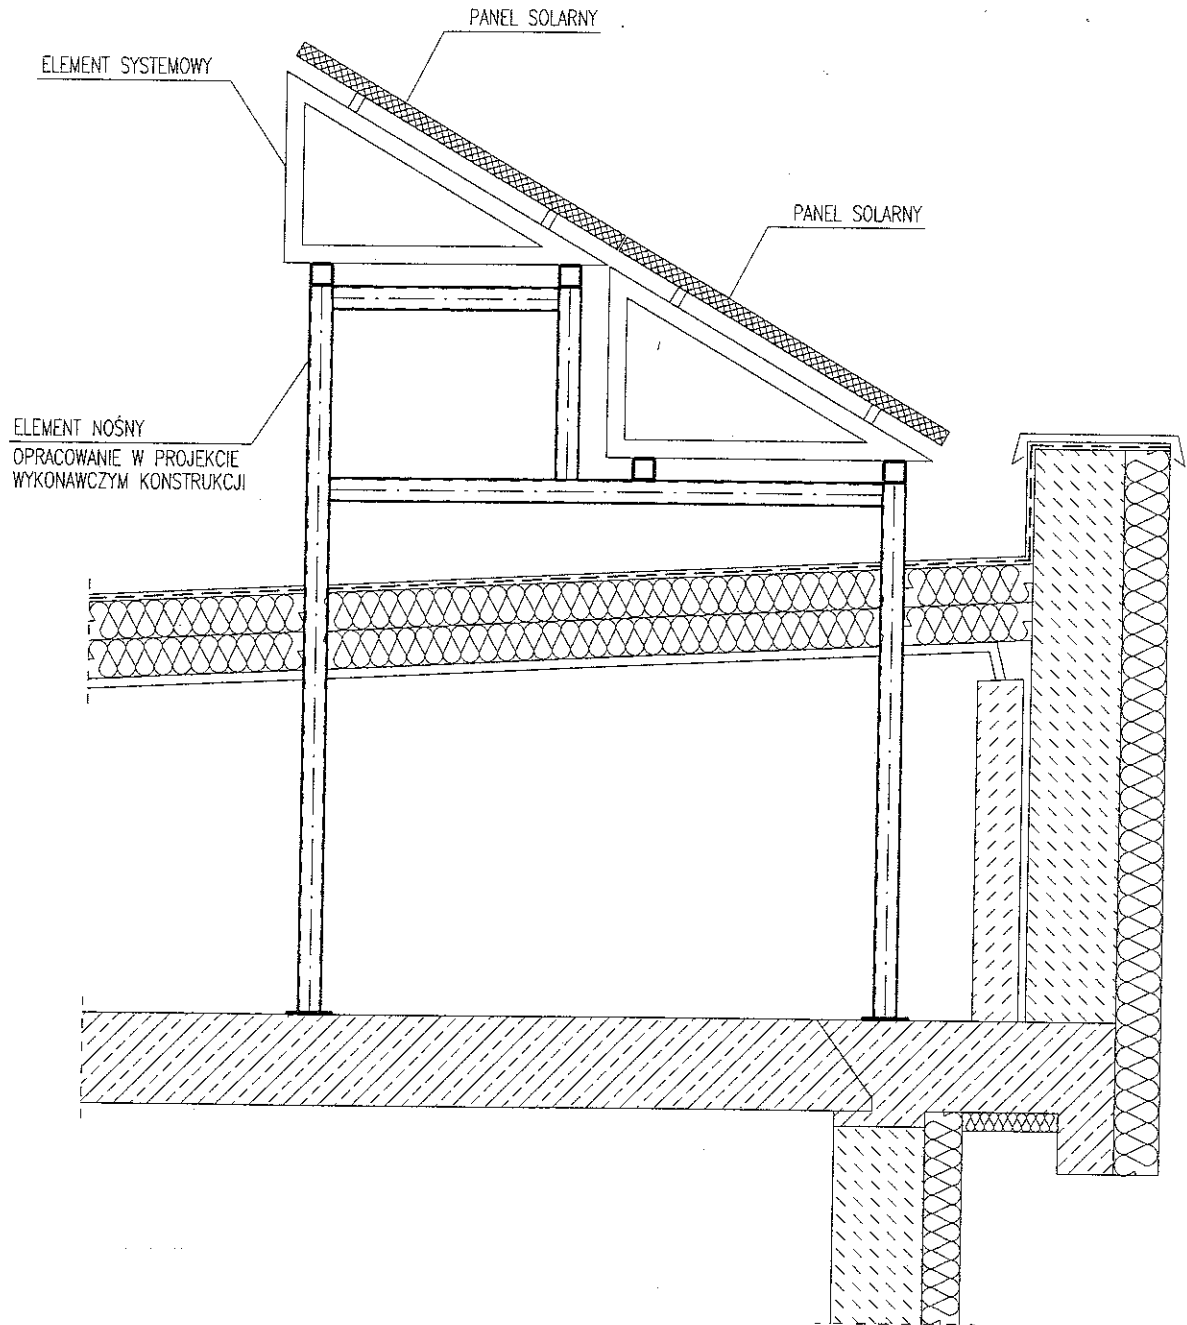 PANEL SOLARNY
ELEMENT SYSTEMOWY
PANEL SOLARNY
ELEMENT NOŚNY
OPRACOWANIE W PROJEKCIE
WYKONAWCZYM KONSTRUKCJI